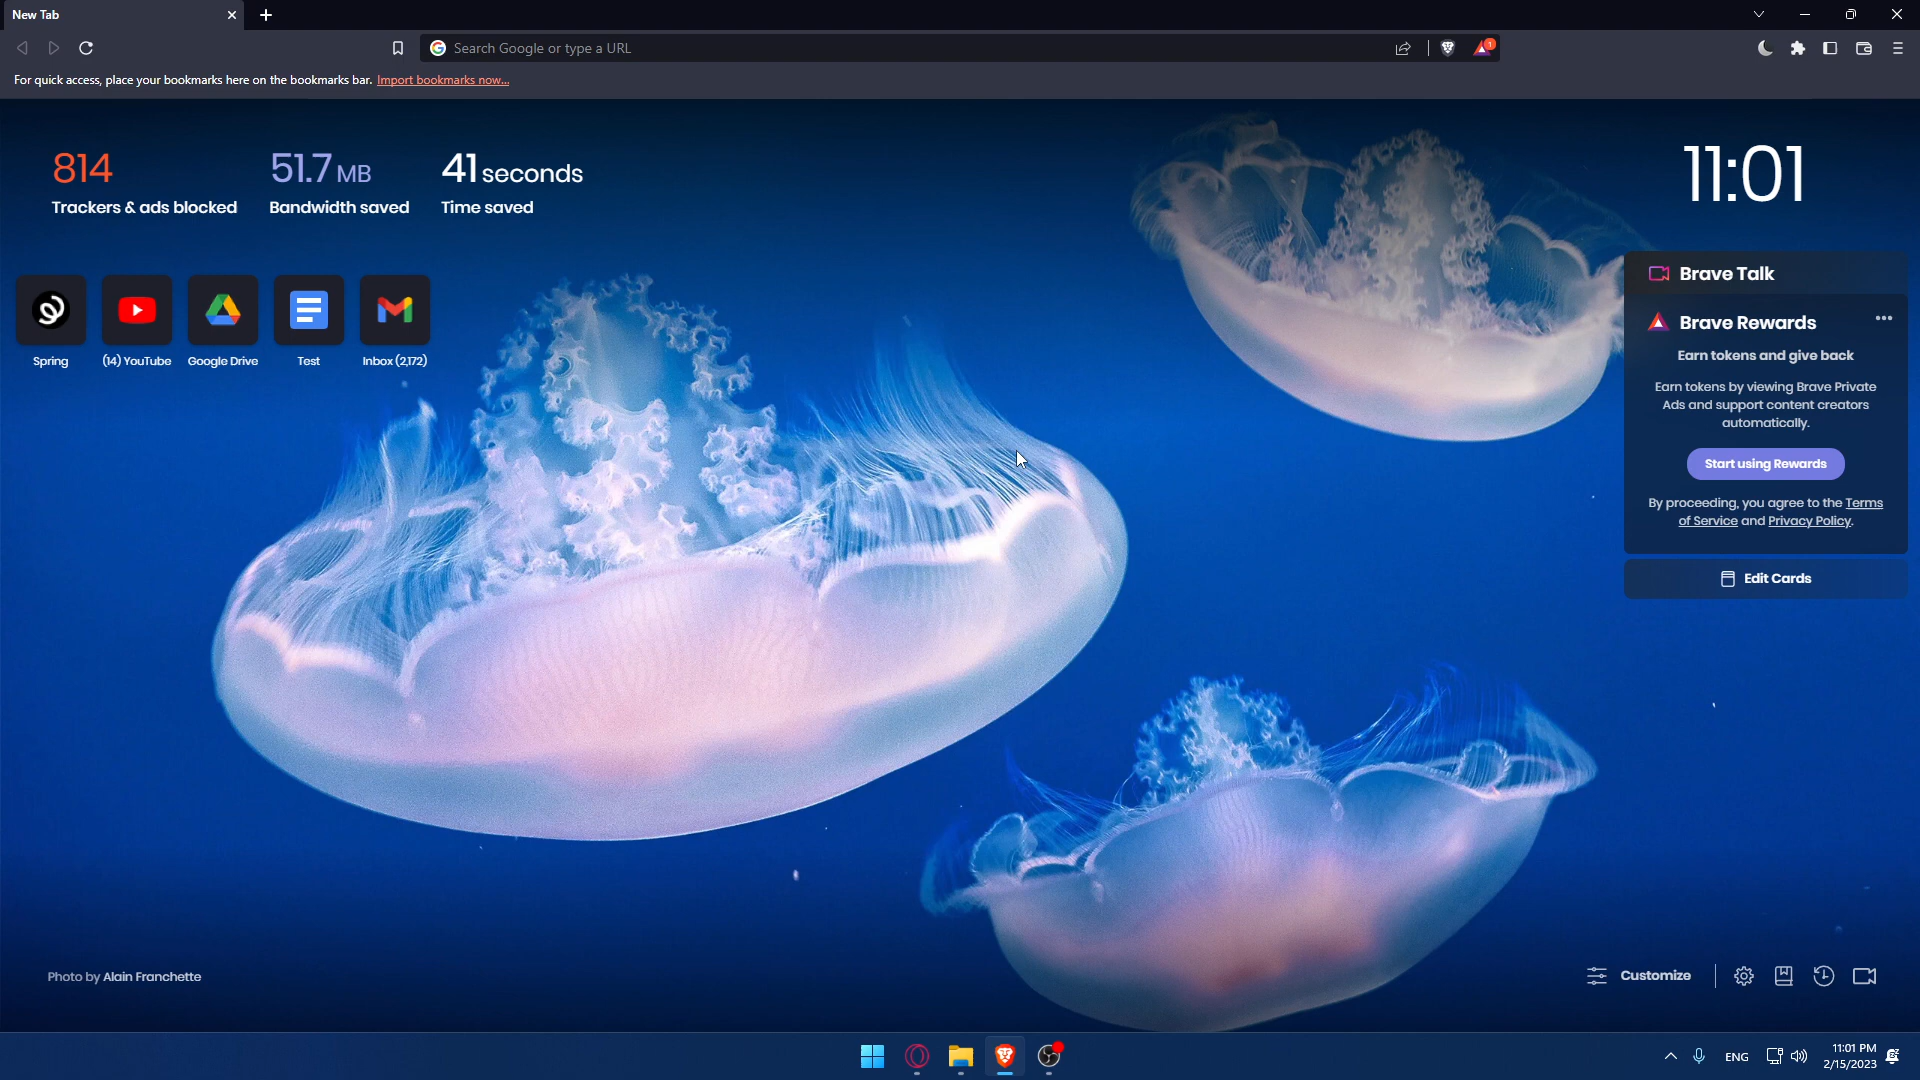 New Tab
Search Google or type a URL
1
For quick access, place your bookmarks here on the bookmarks bar. Import bookmarks now...
814
Trackers & ads blocked
51.7 MB
Bandwidth saved
41 seconds
Time saved
11:01
Spring
(14) YouTube
Google Drive
Test
Inbox (2,172)
Brave Talk
Brave Rewards
Earn tokens and give back
Earn tokens by viewing Brave Private
Ads and support content creators
automatically.
Start using Rewards
By proceeding, you agree to the Terms
of Service and Privacy Policy.
Edit Cards
Photo by Alain Franchette
Customize
ENG
11:01 PM
2/15/2023